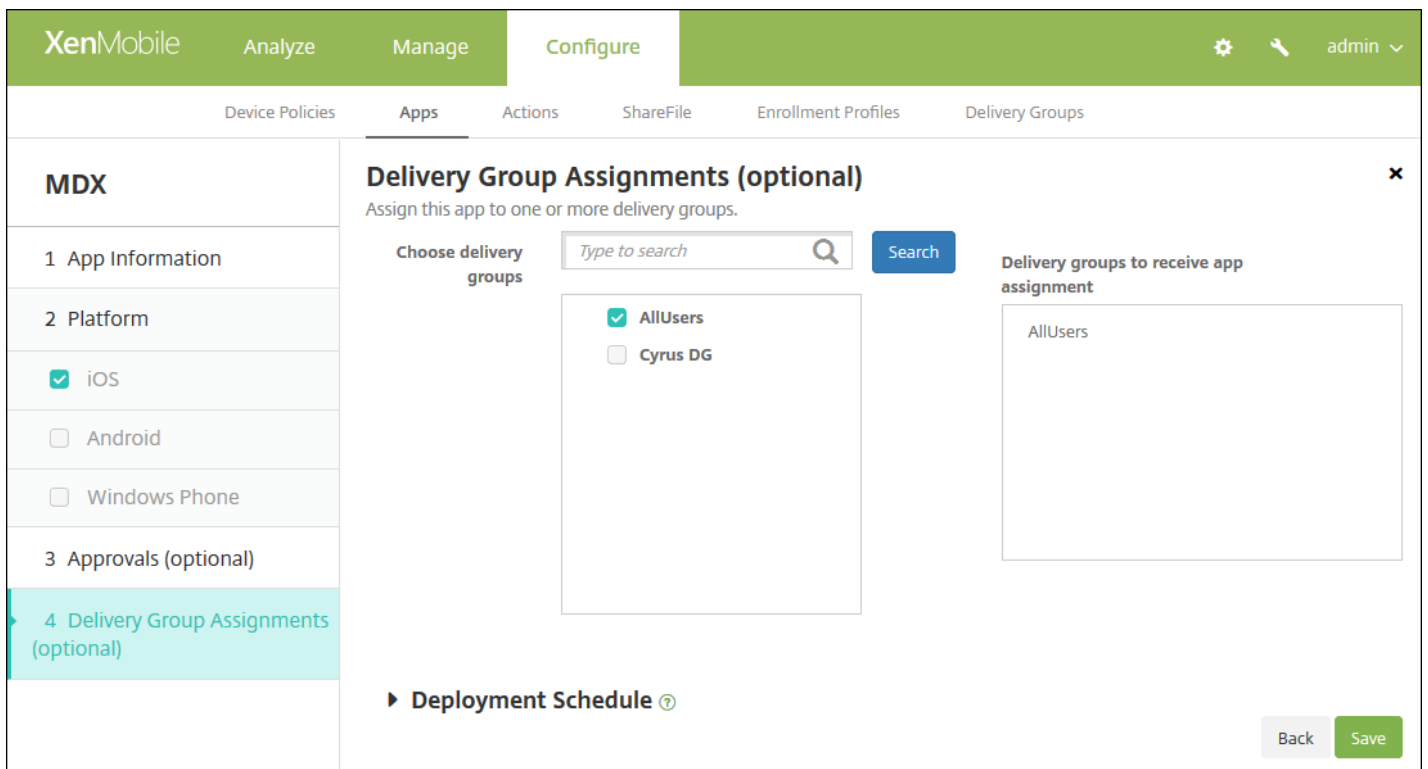 XenMobile Analyze Manage Configure admin
Device Policies Apps Actions ShareFile Enrollment Profiles Delivery Groups
MDX
1 App Information
2 Platform
iOS
Android
Windows Phone
3 Approvals (optional)
4 Delivery Group Assignments
(optional)
Delivery Group Assignments (optional)
Assign this app to one or more delivery groups.
Choose delivery
groups
Type to search
Search
AllUsers
Cyrus DG
Delivery groups to receive app
assignment
AllUsers
Deployment Schedule ?
Back Save